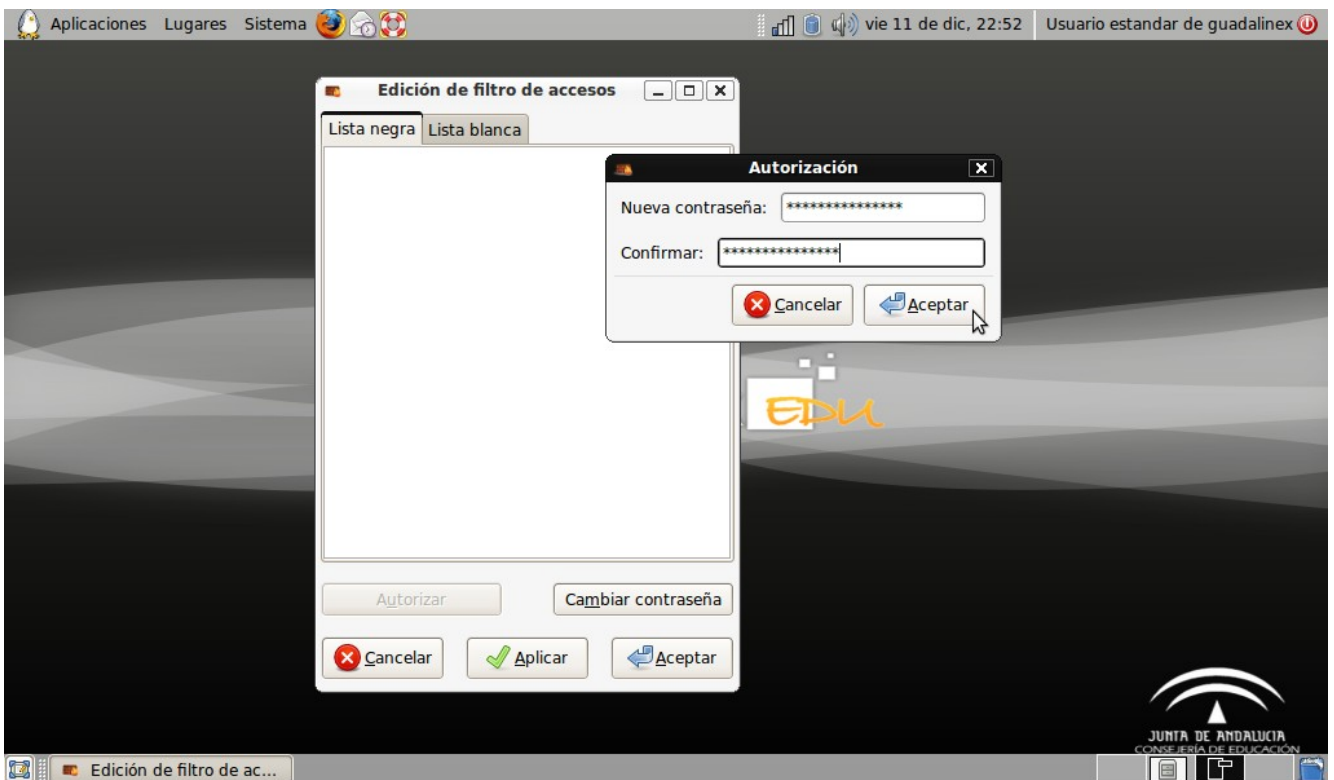 Aplicaciones Lugares Sistema vie 11 de dic, 22:52 Usuario estandar de guadalinex
Edición de filtro de accesos
Lista negra Lista blanca
Autorización
Nueva contraseña: ***************
Confirmar: ***************
Cancelar Aceptar
EDU
Autorizar Cambiar contraseña
Cancelar Aplicar Aceptar
JUNTA DE ANDALUCIA
CONSEJERÍA DE EDUCACIÓN
Edición de filtro de ac...